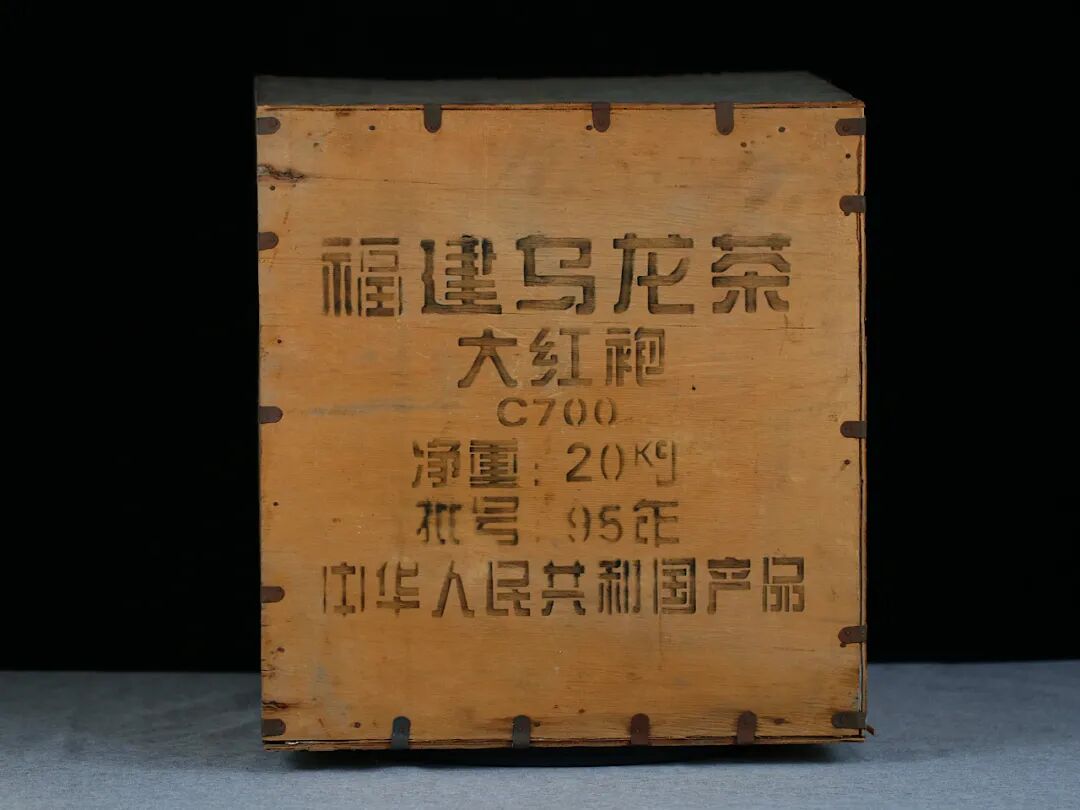 福建乌龙茶
大红袍
C700
净重: 20Kg
批号 95年
中华人民共和国产品